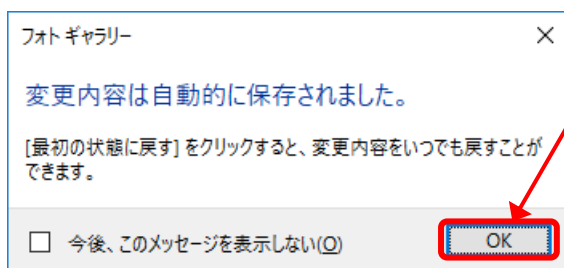 フォト ギャラリー
変更内容は自動的に保存されました。
[最初の状態に戻す] をクリックすると、変更内容をいつでも戻すことが
できます。
今後、このメッセージを表示しない(O)
OK